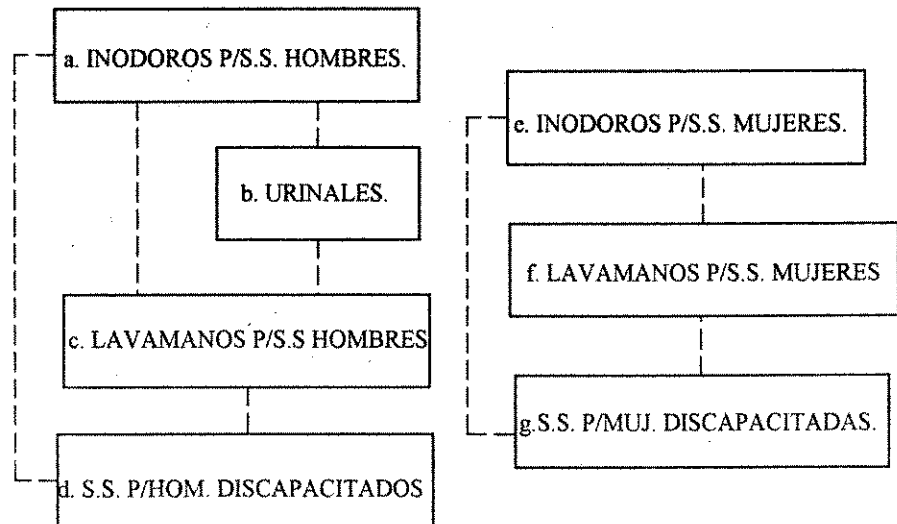 a. INODOROS P/S.S. HOMBRES.
b. URINALES.
c. LAVAMANOS P/S.S HOMBRES
d. S.S. P/HOM. DISCAPACITADOS
e. INODOROS P/S.S. MUJERES.
f. LAVAMANOS P/S.S. MUJERES
g.S.S. P/MUJ. DISCAPACITADAS.